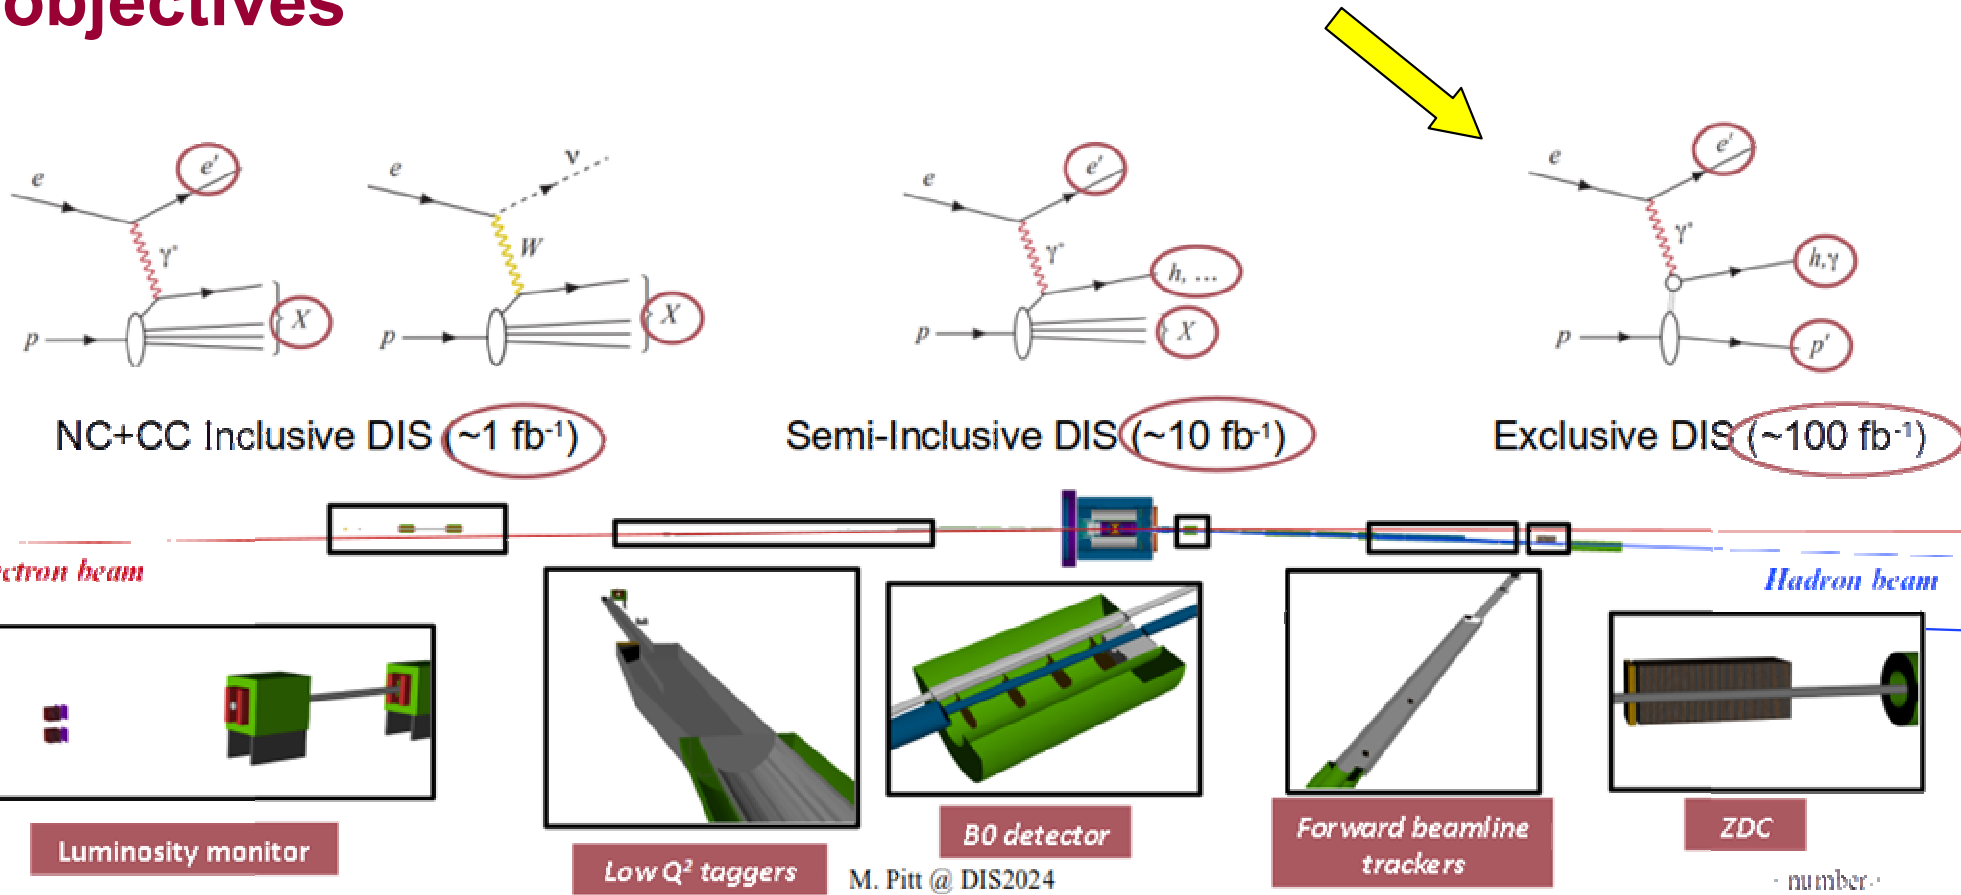 objectives
e
e'
γ*
p
X
e
ν
W
p
X
e
e'
γ*
h, ...
p
X
e
e'
γ*
h,γ
p
p'
NC+CC Inclusive DIS (~1 fb-1)
Semi-Inclusive DIS (~10 fb-1)
Exclusive DIS (~100 fb-1)
ctron beam
Hadron beam
Luminosity monitor
Low Q² taggers
B0 detector
Forward beamline
trackers
ZDC
M. Pitt @ DIS2024
number